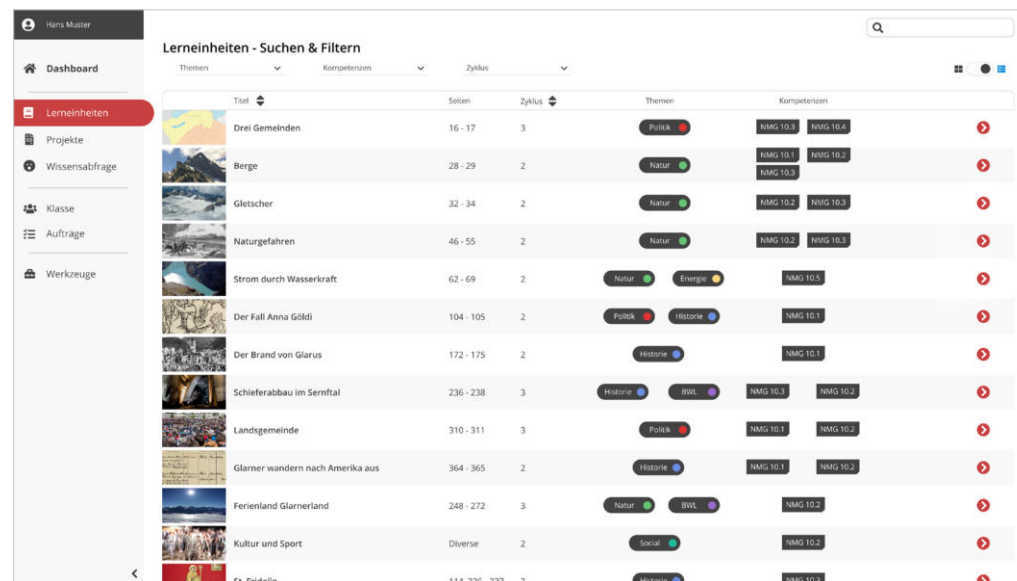 Hans Muster
Dashboard
Lerneinheiten
Projekte
Wissensabfrage
Klasse
Aufträge
Werkzeuge
Lerneinheiten - Suchen & Filtern
Themen Kompetenzen Zyklus
Titel Seiten Zyklus Themen Kompetenzen
Drei Gemeinden 16 - 17 3 Politik NMG 10.3 NMG 10.4
Berge 28 - 29 2 Natur NMG 10.1 NMG 10.2
NMG 10.3
Gletscher 32 - 34 2 Natur NMG 10.2 NMG 10.3
Naturgefahren 46 - 55 2 Natur NMG 10.2 NMG 10.3
Strom durch Wasserkraft 62 - 69 2 Natur Energie NMG 10.5
Der Fall Anna Göldi 104 - 105 2 Politik Historie NMG 10.1
Der Brand von Glarus 172 - 175 2 Historie NMG 10.1
Schieferabbau im Sernftal 236 - 238 3 Historie BWL NMG 10.3 NMG 10.2
Landsgemeinde 310 - 311 3 Politik NMG 10.1 NMG 10.2
Glarner wandern nach Amerika aus 364 - 365 2 Historie NMG 10.1 NMG 10.2
Ferienland Glarnerland 248 - 272 3 Natur BWL NMG 10.2
Kultur und Sport Diverse 2 Social NMG 10.2
St. Fridolin Historie NMG 10.3